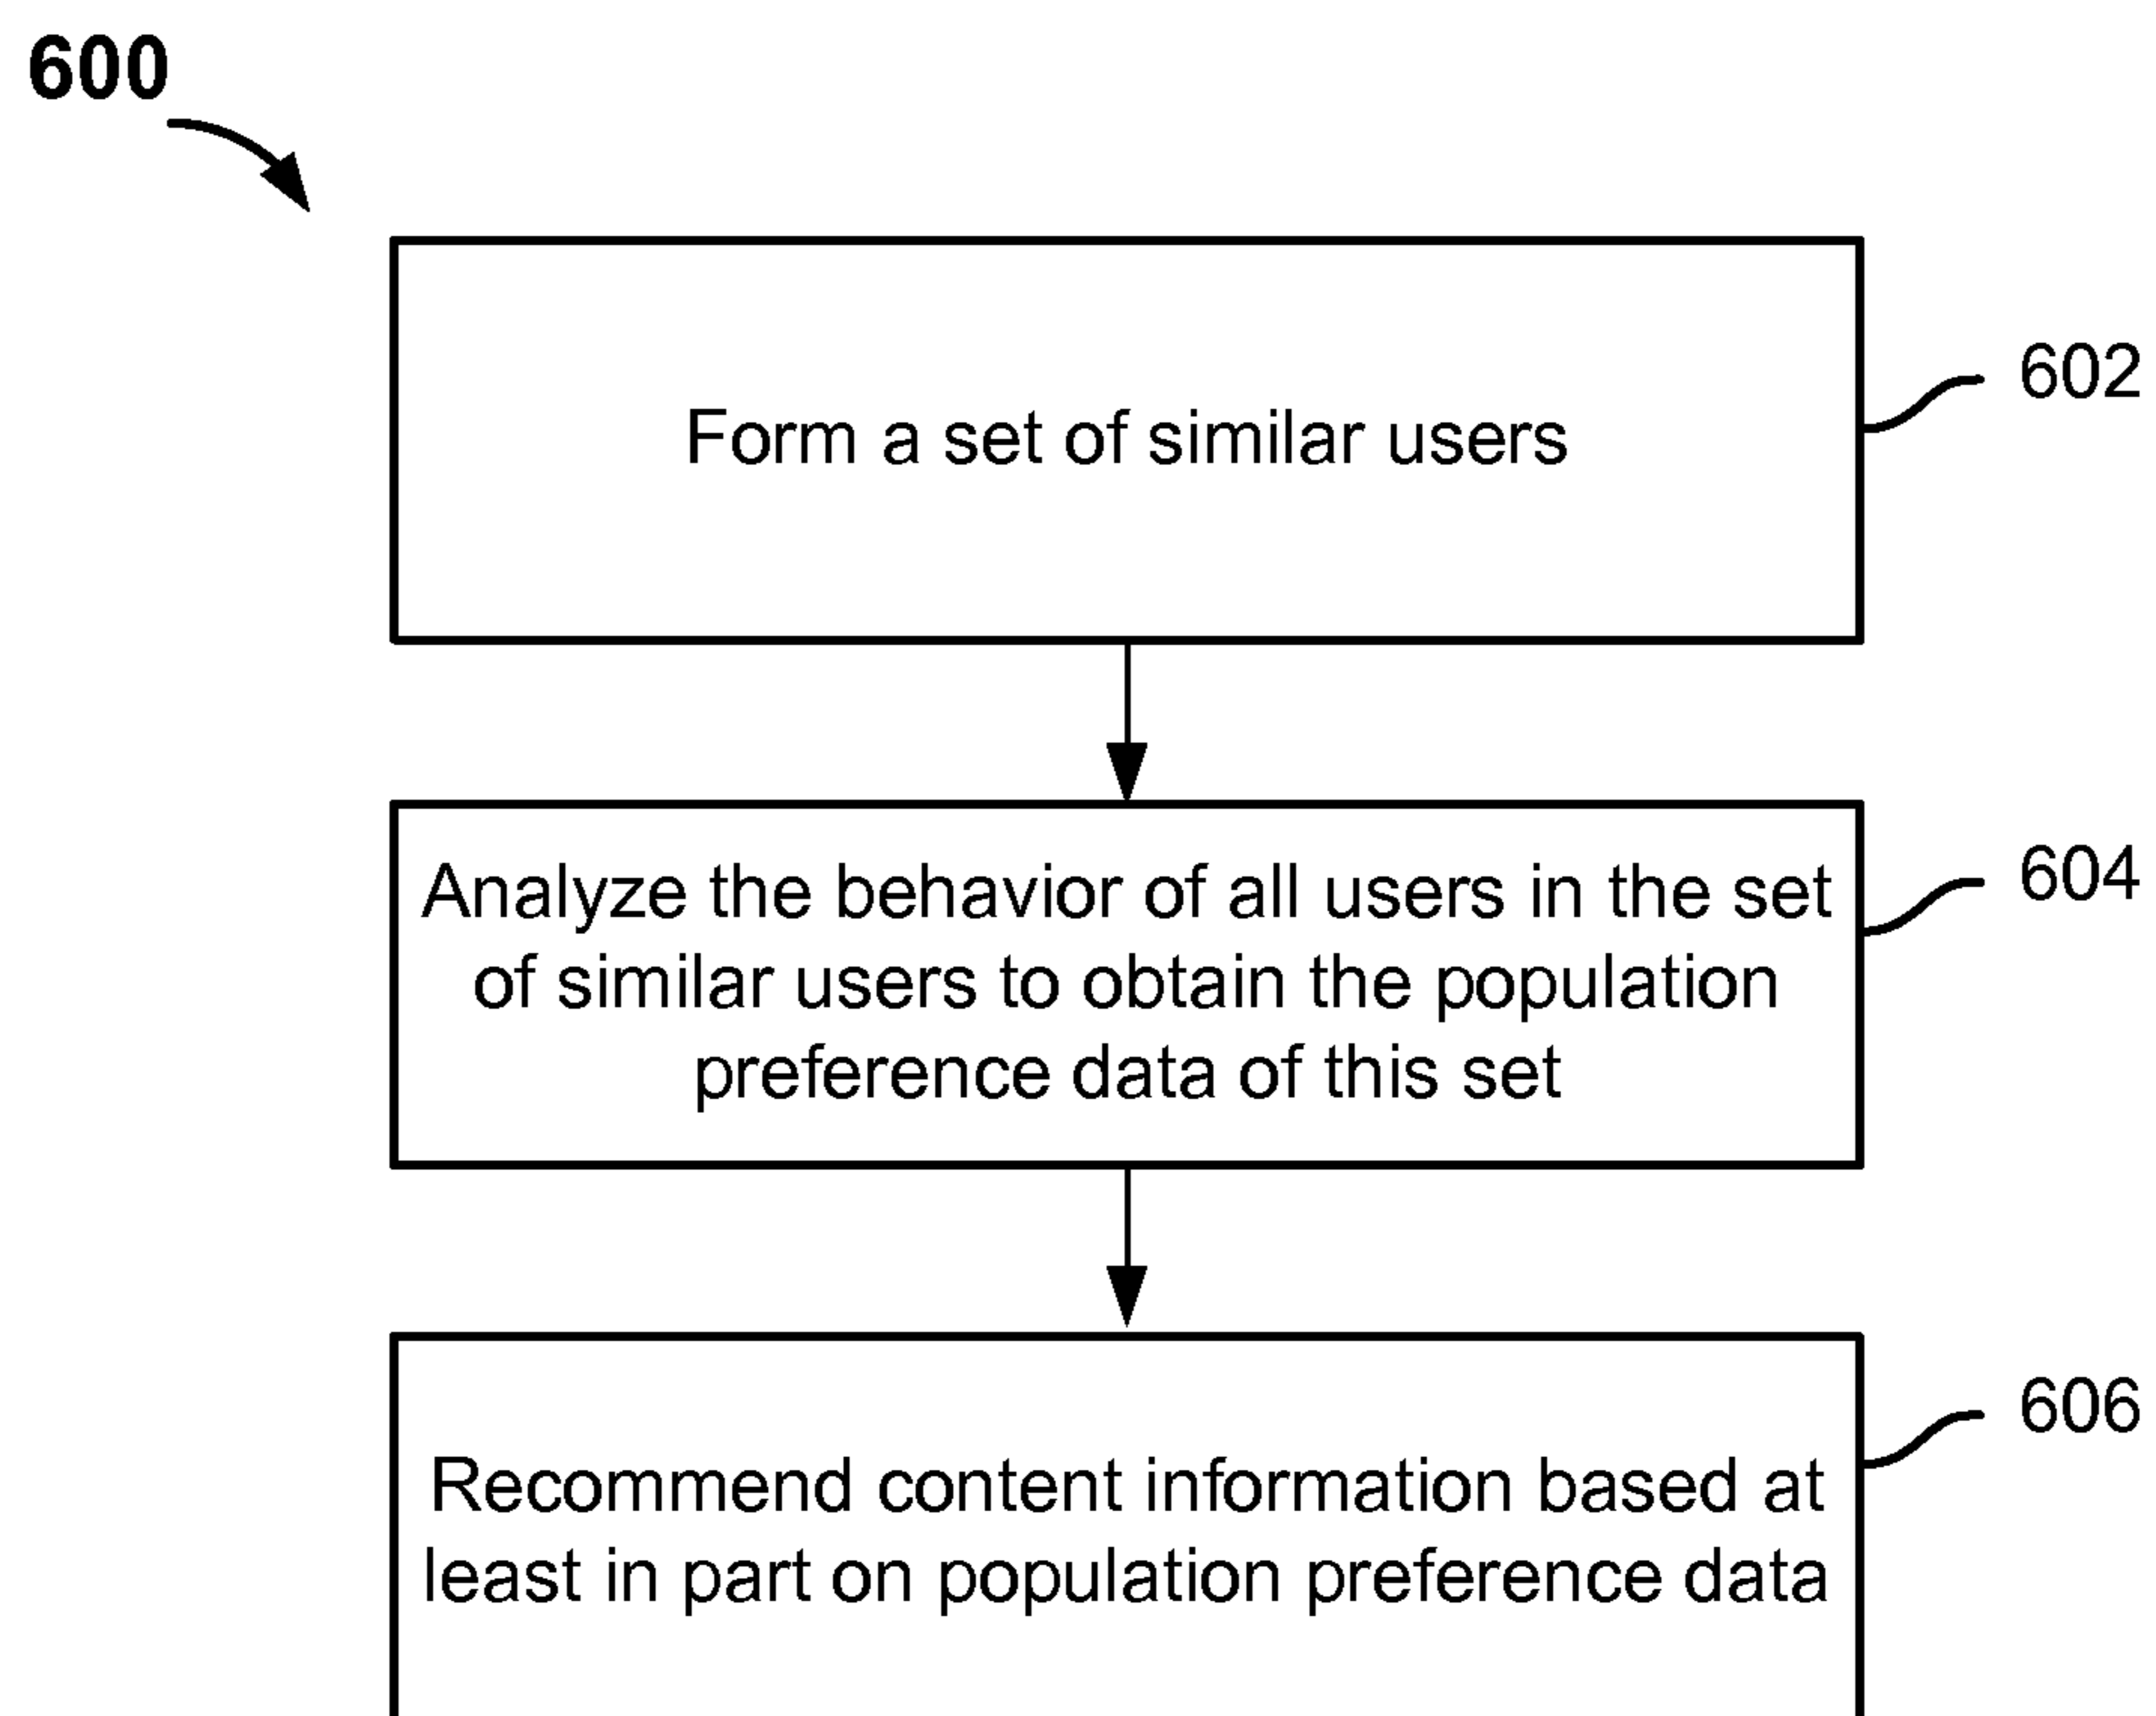 600
Form a set of similar users
602
Analyze the behavior of all users in the set
of similar users to obtain the population
preference data of this set
604
Recommend content information based at
least in part on population preference data
606